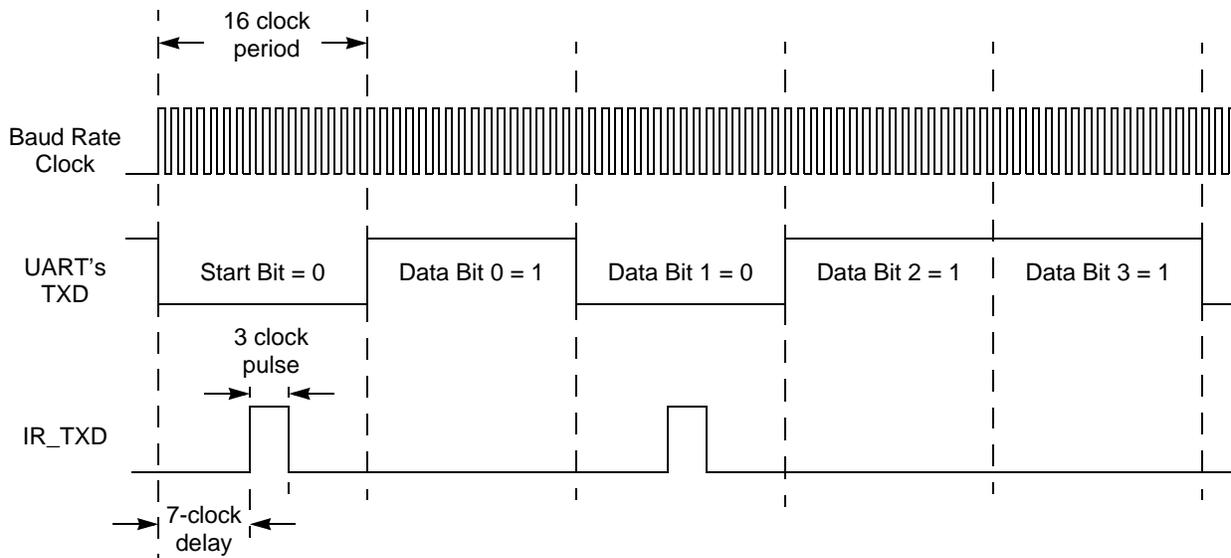 16 clock
period
Baud Rate
Clock
UART's
TXD
Start Bit = 0
Data Bit 0 = 1
Data Bit 1 = 0
Data Bit 2 = 1
Data Bit 3 = 1
3 clock
pulse
IR_TXD
7-clock
delay